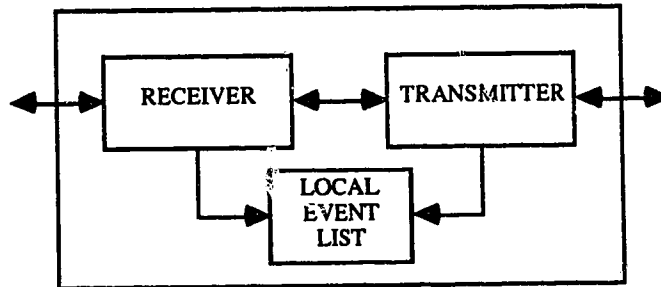 RECEIVER
TRANSMITTER
LOCAL
EVENT
LIST